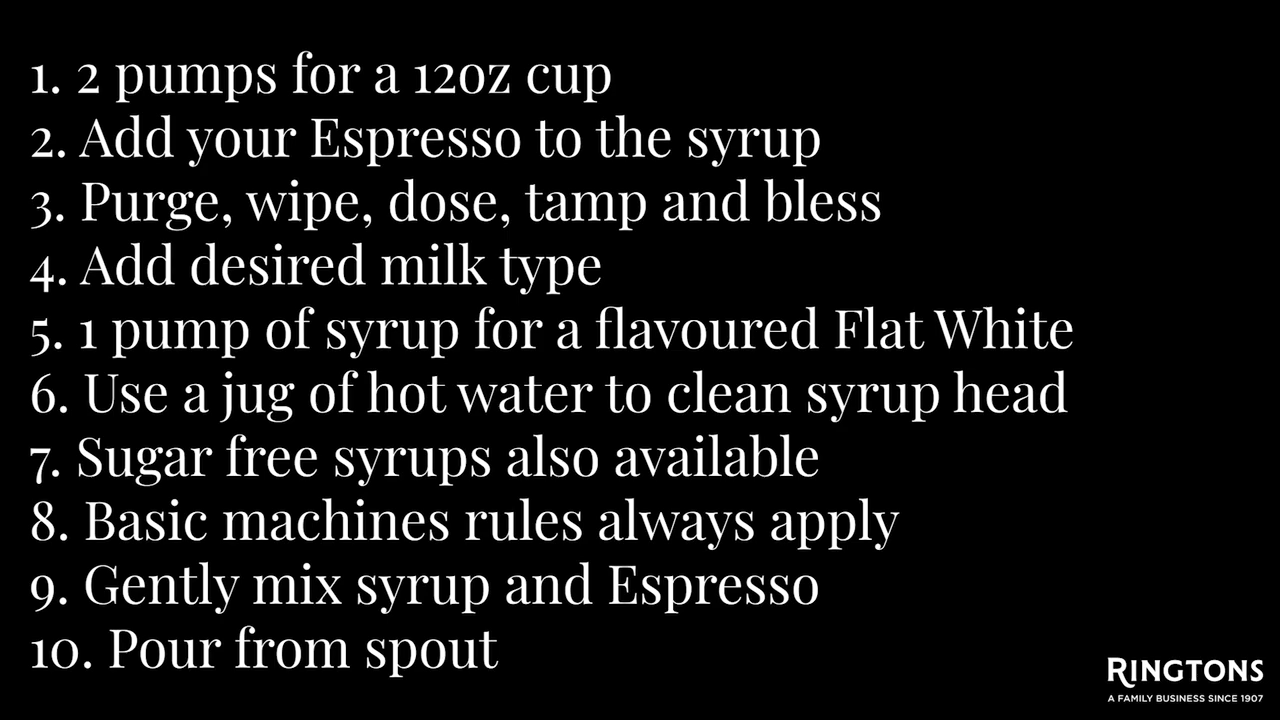 1. 2 pumps for a 12oz cup
2. Add your Espresso to the syrup
3. Purge, wipe, dose, tamp and bless
4. Add desired milk type
5. 1 pump of syrup for a flavoured Flat White
6. Use a jug of hot water to clean syrup head
7. Sugar free syrups also available
8. Basic machines rules always apply
9. Gently mix syrup and Espresso
10. Pour from spout
RINGTONS
A FAMILY BUSINESS SINCE 1907